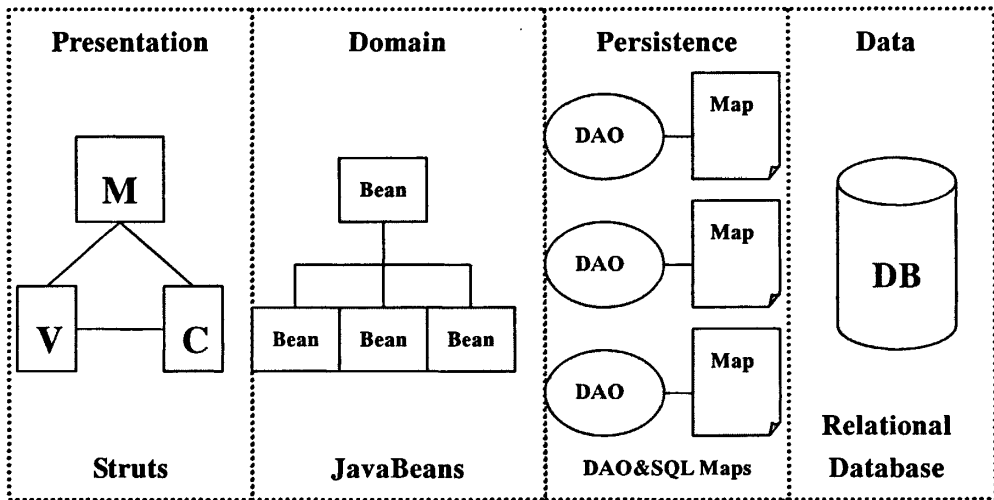 Presentation
M
V
C
Struts
Domain
Bean
Bean
Bean
Bean
JavaBeans
Persistence
DAO
Map
DAO
Map
DAO
Map
DAO&SQL Maps
Data
DB
Relational
Database